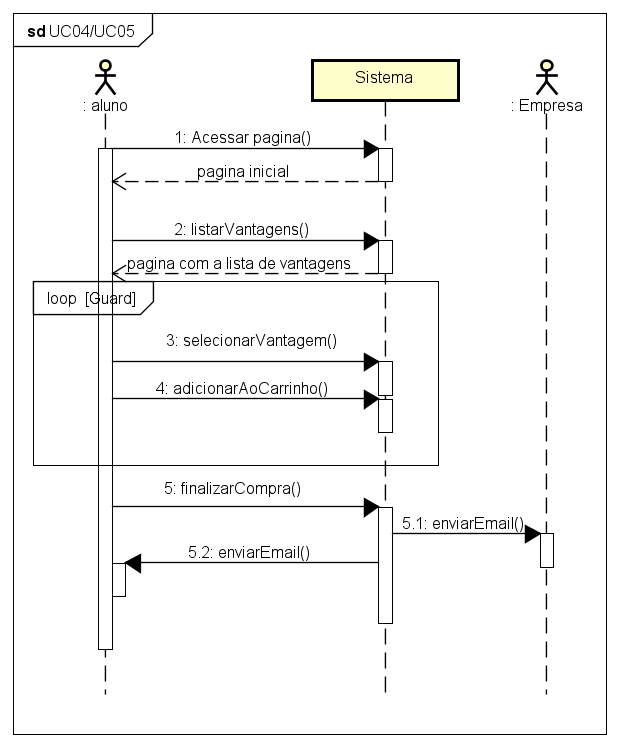 sd UC04/UC05
: aluno
Sistema
: Empresa
1: Acessar pagina()
pagina inicial
2: listarVantagens()
pagina com a lista de vantagens
loop [Guard]
3: selecionarVantagem()
4: adicionarAoCarrinho()
5: finalizarCompra()
5.1: enviarEmail()
5.2: enviarEmail()